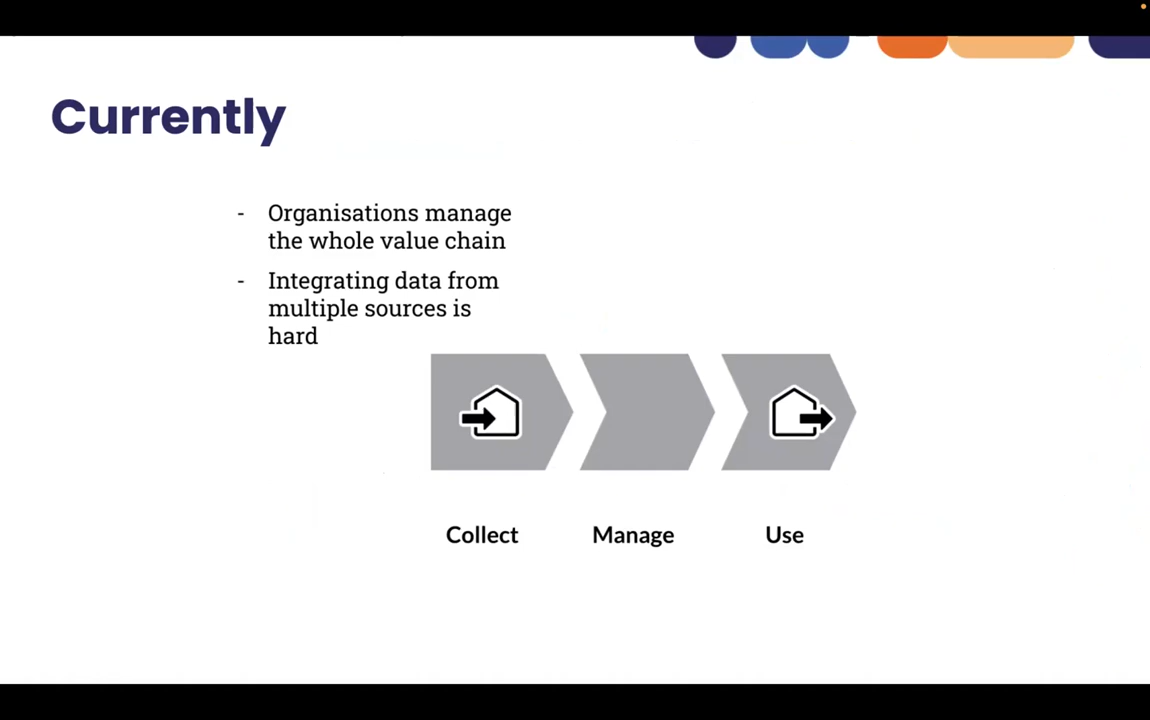 Currently
- Organisations manage
the whole value chain
- Integrating data from
multiple sources is
hard
Collect Manage Use